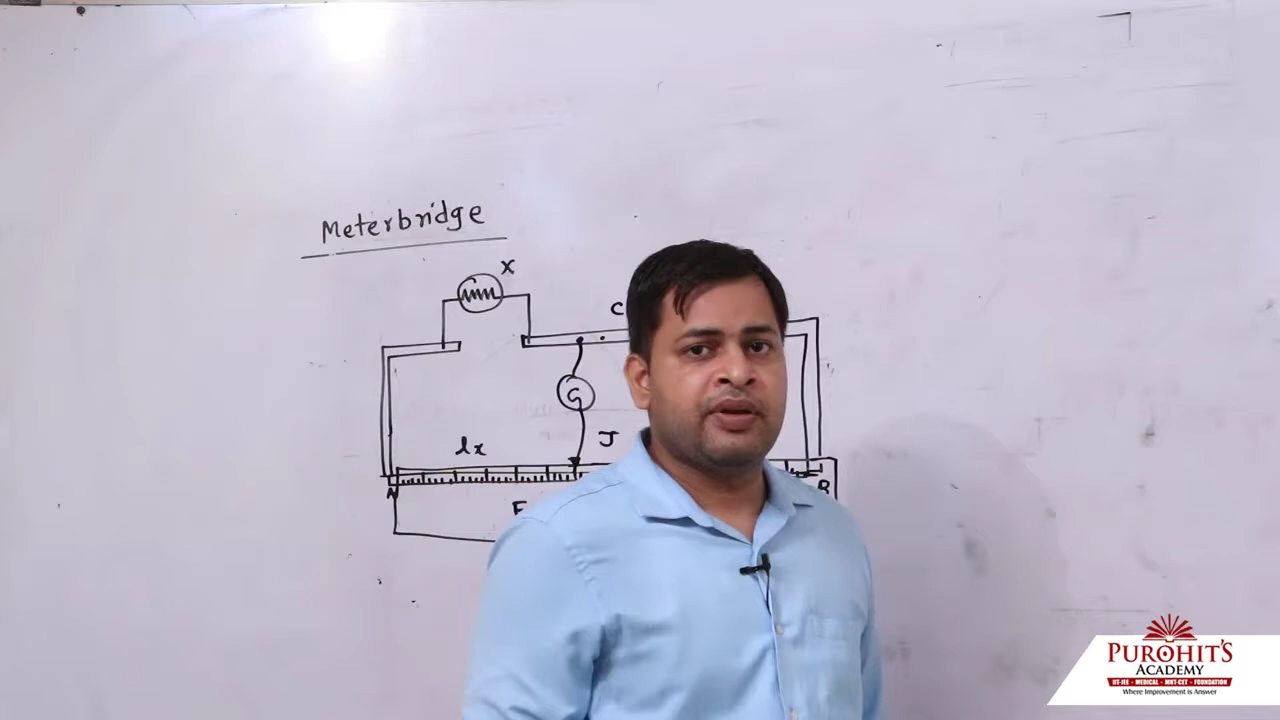 Meterbridge
X
C
G
J
lx
A
B
E
PUROHIT'S
ACADEMY
IIT-JEE - MEDICAL - MHT-CET - FOUNDATION
Where Improvement is Answer